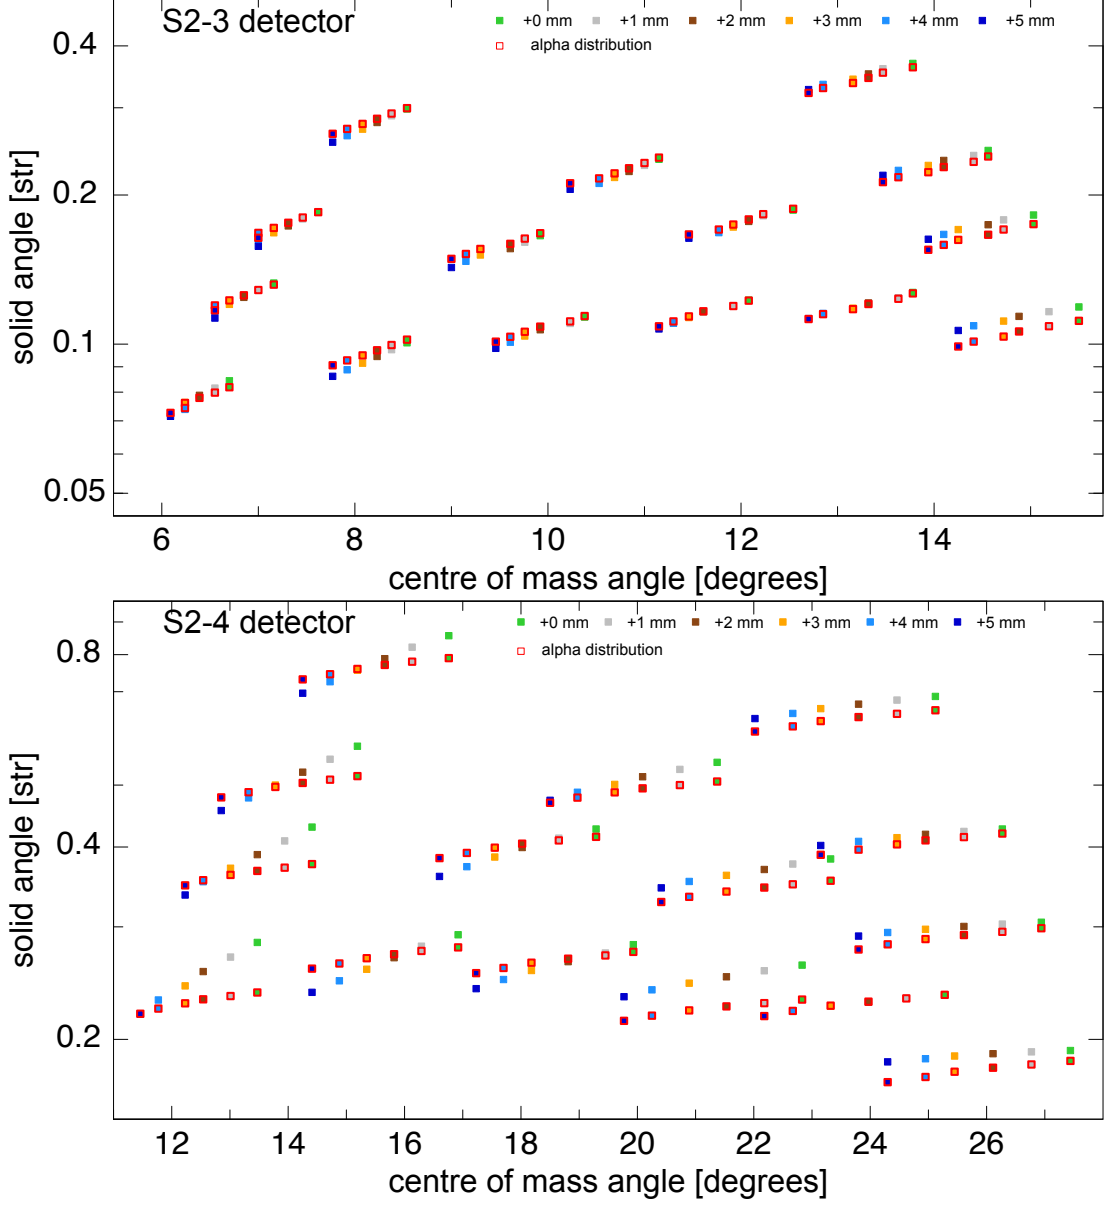 S2-3 detector
+0 mm +1 mm +2 mm +3 mm +4 mm +5 mm
alpha distribution
solid angle [str]
0.4
0.2
0.1
0.05
6 8 10 12 14
centre of mass angle [degrees]
S2-4 detector
+0 mm +1 mm +2 mm +3 mm +4 mm +5 mm
alpha distribution
solid angle [str]
0.8
0.4
0.2
12 14 16 18 20 22 24 26
centre of mass angle [degrees]